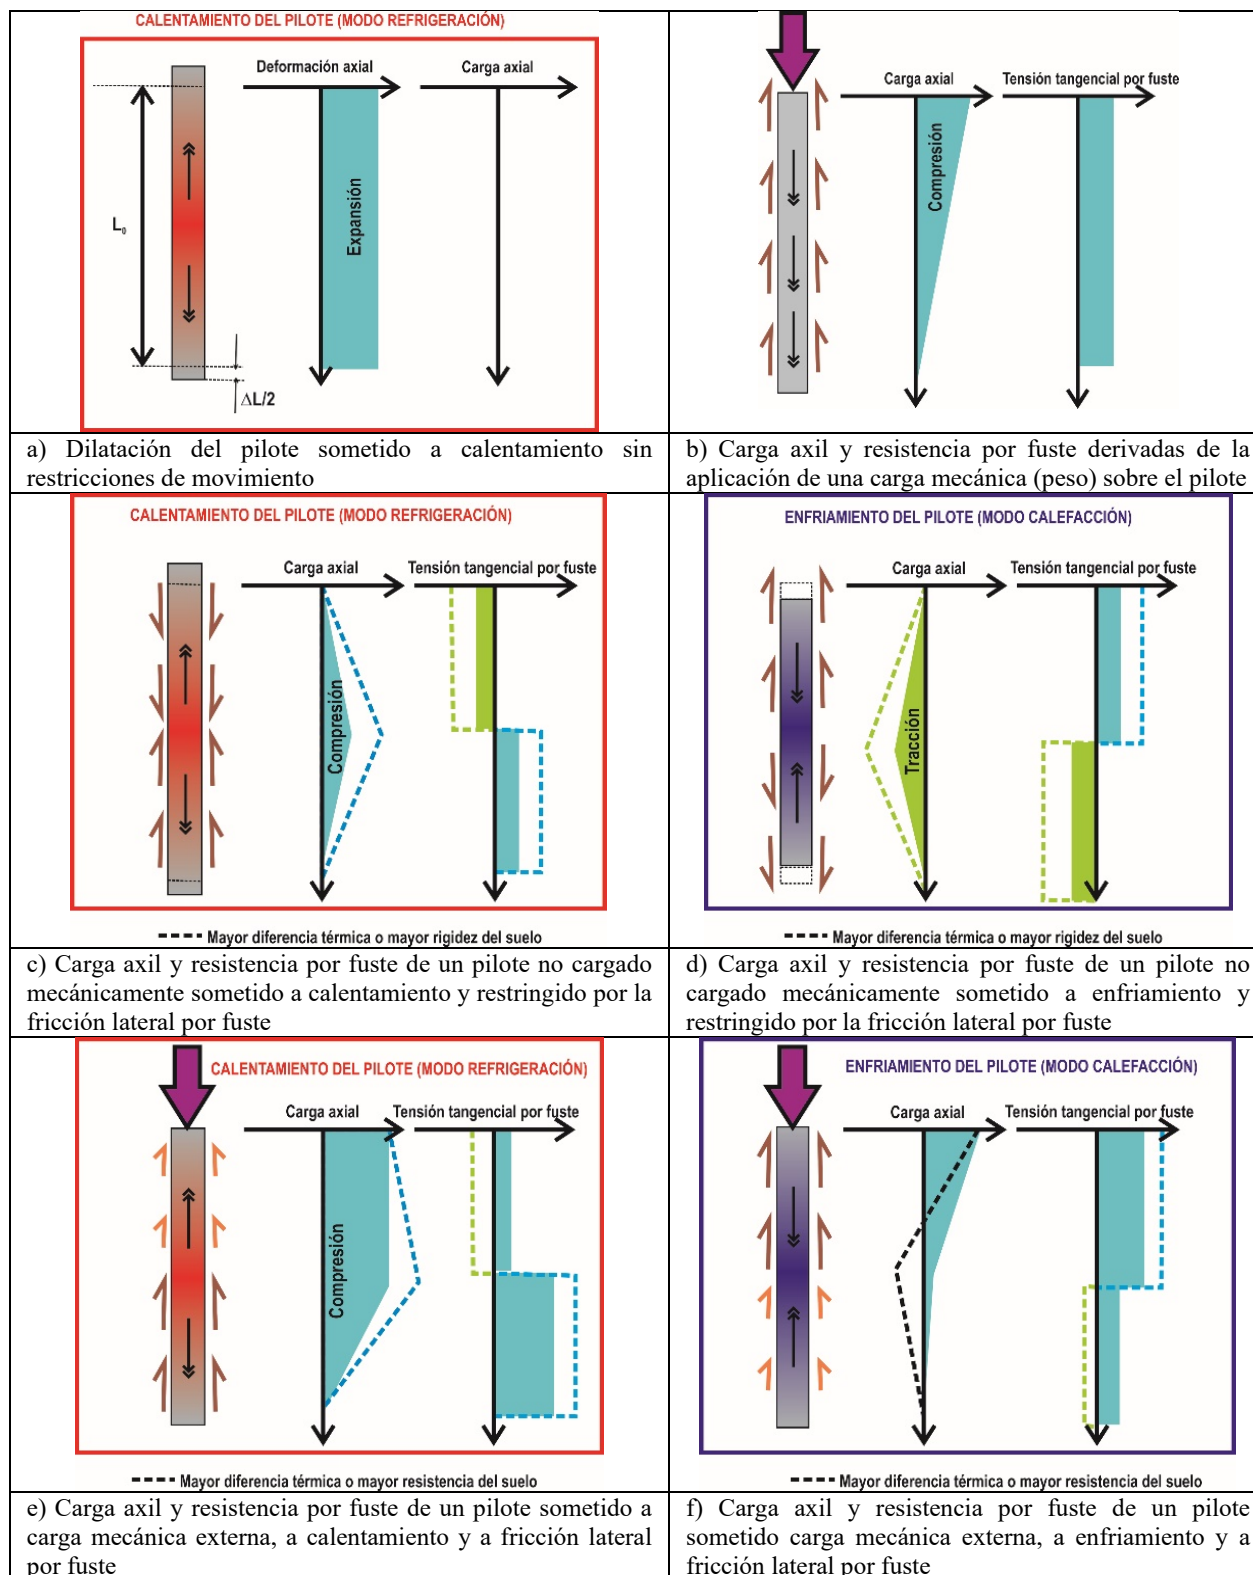 CALENTAMIENTO DEL PILOTE (MODO REFRIGERACIÓN)
Deformación axial
Carga axial
L₀
Expansión
ΔL/2
a) Dilatación del pilote sometido a calentamiento sin
restricciones de movimiento
Carga axial
Tensión tangencial por fuste
Compresión
b) Carga axil y resistencia por fuste derivadas de la
aplicación de una carga mecánica (peso) sobre el pilote
CALENTAMIENTO DEL PILOTE (MODO REFRIGERACIÓN)
Carga axial
Tensión tangencial por fuste
Compresión
Mayor diferencia térmica o mayor rigidez del suelo
c) Carga axil y resistencia por fuste de un pilote no cargado
mecánicamente sometido a calentamiento y restringido por la
fricción lateral por fuste
ENFRIAMIENTO DEL PILOTE (MODO CALEFACCIÓN)
Carga axial
Tensión tangencial por fuste
Tracción
Mayor diferencia térmica o mayor rigidez del suelo
d) Carga axil y resistencia por fuste de un pilote no
cargado mecánicamente sometido a enfriamiento y
restringido por la fricción lateral por fuste
CALENTAMIENTO DEL PILOTE (MODO REFRIGERACIÓN)
Carga axial
Tensión tangencial por fuste
Compresión
Mayor diferencia térmica o mayor resistencia del suelo
e) Carga axil y resistencia por fuste de un pilote sometido a
carga mecánica externa, a calentamiento y a fricción lateral
por fuste
ENFRIAMIENTO DEL PILOTE (MODO CALEFACCIÓN)
Carga axial
Tensión tangencial por fuste
Mayor diferencia térmica o mayor resistencia del suelo
f) Carga axil y resistencia por fuste de un pilote
sometido carga mecánica externa, a enfriamiento y a
fricción lateral por fuste